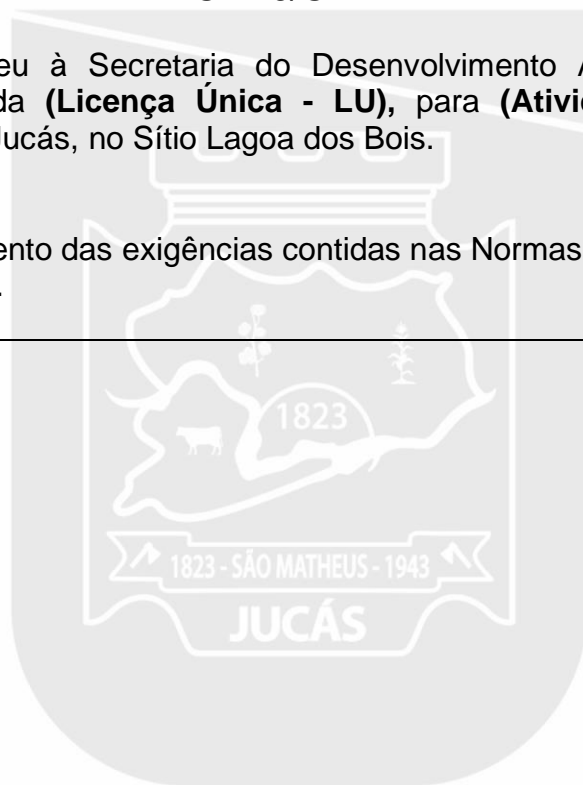 eu à Secretaria do Desenvolvimento A
da (Licença Única - LU), para (Ativi
Jucás, no Sítio Lagoa dos Bois.
ento das exigências contidas nas Normas
.
1823
1823 - SÃO MATHEUS - 1943
JUCÁS